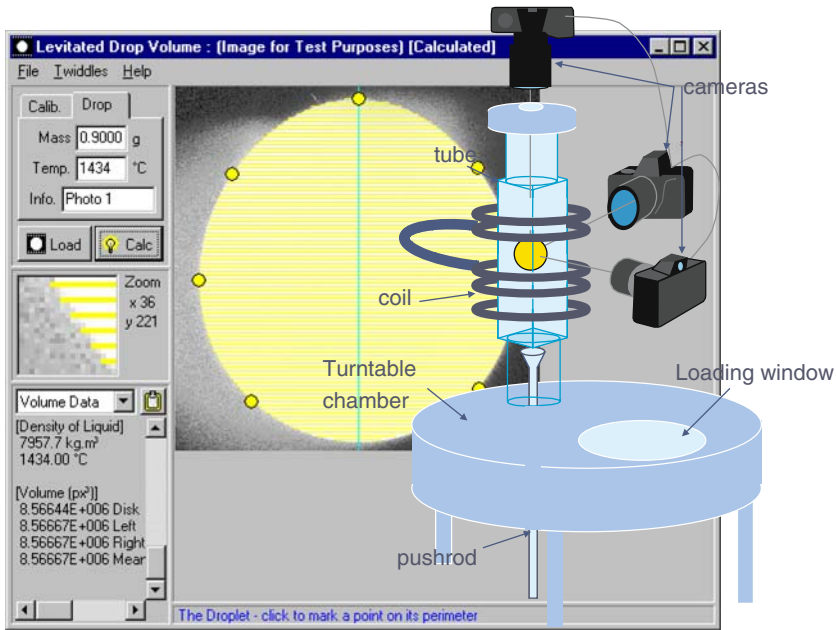 Levitated Drop Volume : (Image for Test Purposes) [Calculated]
File Twiddles Help
Calib. Drop
Mass 0.9000 g
Temp. 1434 °C
Info. Photo 1
Load Calc
Zoom
x 36
y 221
Volume Data
[Density of Liquid]
7957.7 kg.m³
1434.00 °C
[Volume (px³)]
8.56644E+006 Disk
8.56667E+006 Left
8.56667E+006 Right
8.56667E+006 Mear
The Droplet - click to mark a point on its perimeter
cameras
tube
coil
Turntable
chamber
Loading window
pushrod